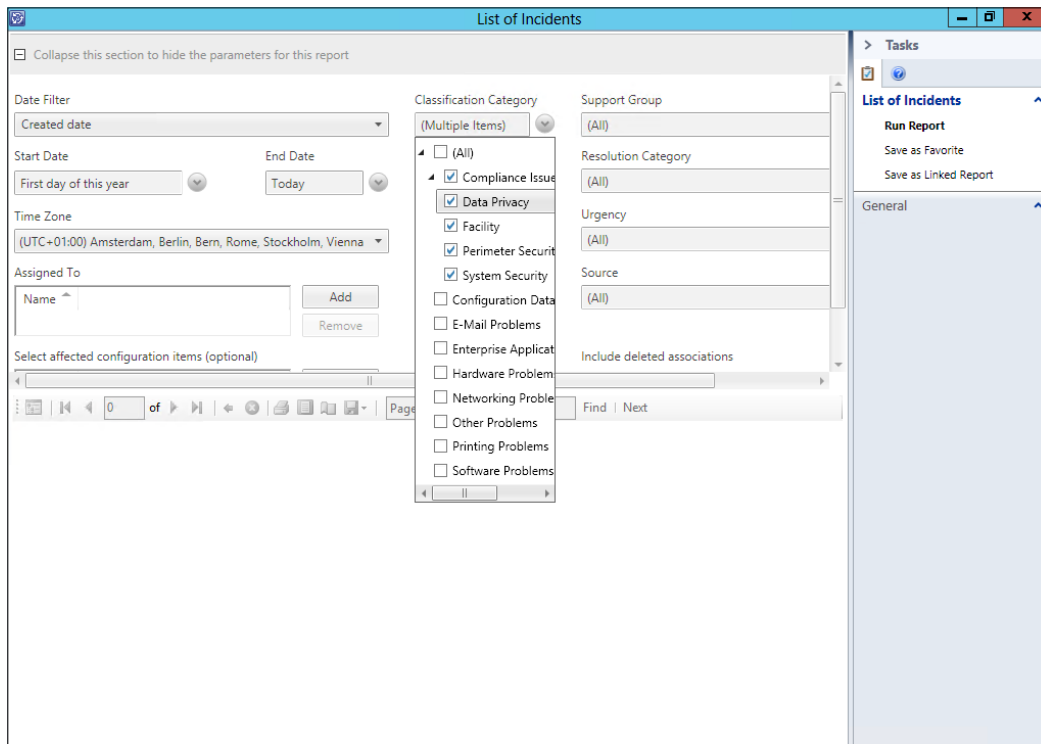 List of Incidents
Collapse this section to hide the parameters for this report
Date Filter
Created date
Start Date
End Date
First day of this year
Today
Time Zone
(UTC+01:00) Amsterdam, Berlin, Bern, Rome, Stockholm, Vienna
Assigned To
Name
Add
Remove
Select affected configuration items (optional)
Classification Category
(Multiple Items)
(All)
Compliance Issue
Data Privacy
Facility
Perimeter Securit
System Security
Configuration Data
E-Mail Problems
Enterprise Applicat
Hardware Problem
Networking Proble
Other Problems
Printing Problems
Software Problems
Support Group
(All)
Resolution Category
(All)
Urgency
(All)
Source
(All)
Include deleted associations
0 of
Page
Find | Next
Tasks
List of Incidents
Run Report
Save as Favorite
Save as Linked Report
General